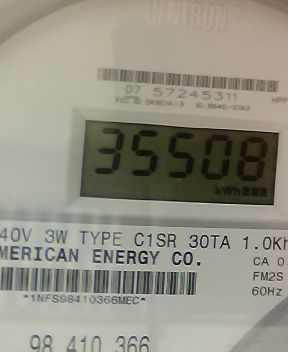 CENTRON®
07 57245311
35508
kWh
40V 3W TYPE C1SR 30TA 1.0Kh
MERICAN ENERGY CO.
CA 0
FM2S
60Hz
*1NFS98410366MEC*
98 410 366